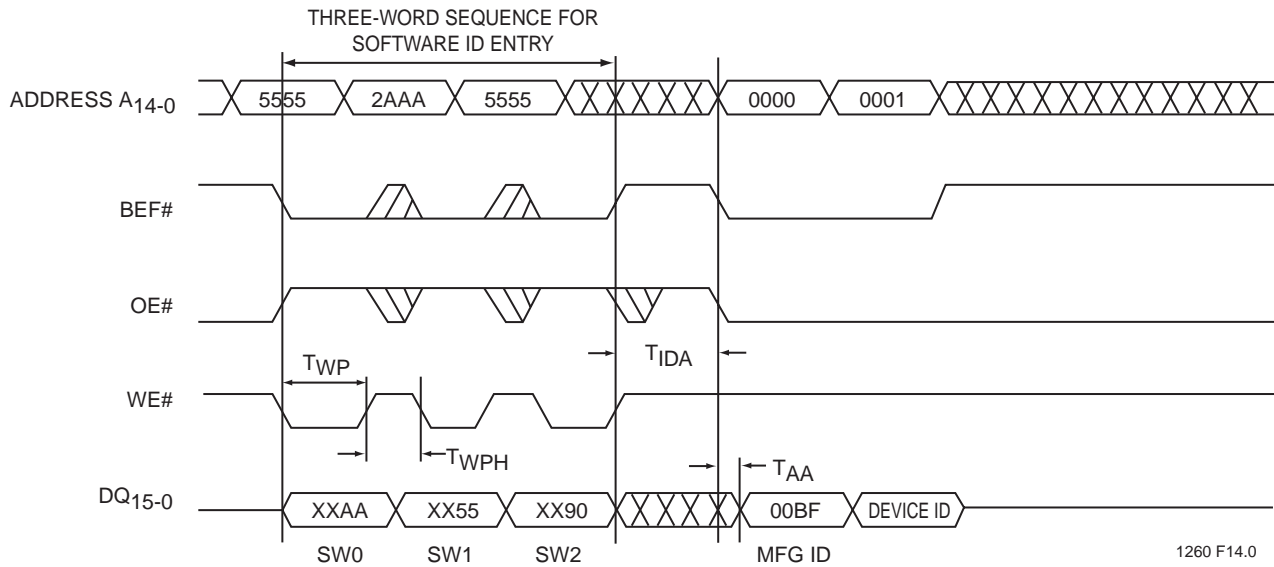 THREE-WORD SEQUENCE FOR
SOFTWARE ID ENTRY
ADDRESS A14-0
5555
2AAA
5555
0000
0001
BEF#
OE#
TIDA
TWP
WE#
TWPH
TAA
DQ15-0
XXAA
XX55
XX90
00BF
DEVICE ID
SW0
SW1
SW2
MFG ID
1260 F14.0